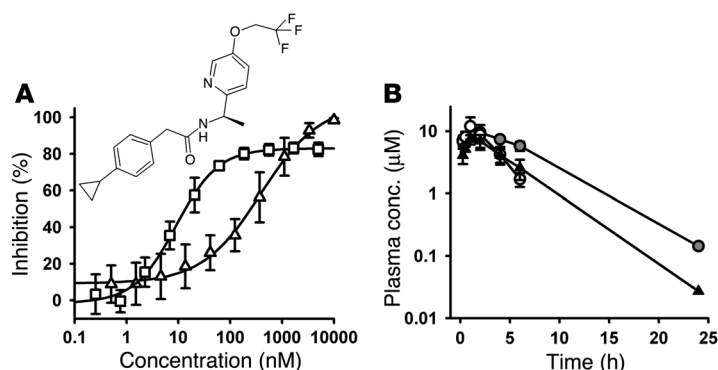 A
F
O
F
F
N
N
H
O
Inhibition (%)
100
80
60
40
20
0
0.1 1 10 100 1000 10000
Concentration (nM)
B
Plasma conc. (μM)
10
1
0.1
0.01
0 5 10 15 20 25
Time (h)